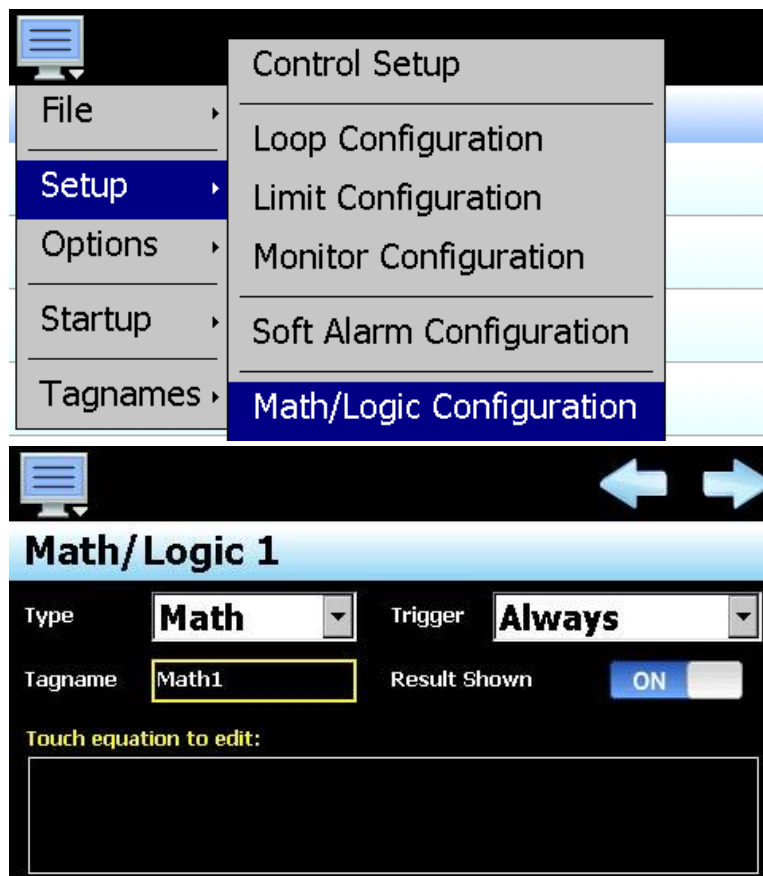 Control Setup
File
Loop Configuration
Setup
Limit Configuration
Options
Monitor Configuration
Startup
Soft Alarm Configuration
Tagnames
Math/Logic Configuration
Math/Logic 1
Type Math Trigger Always
Tagname Math1 Result Shown ON
Touch equation to edit: